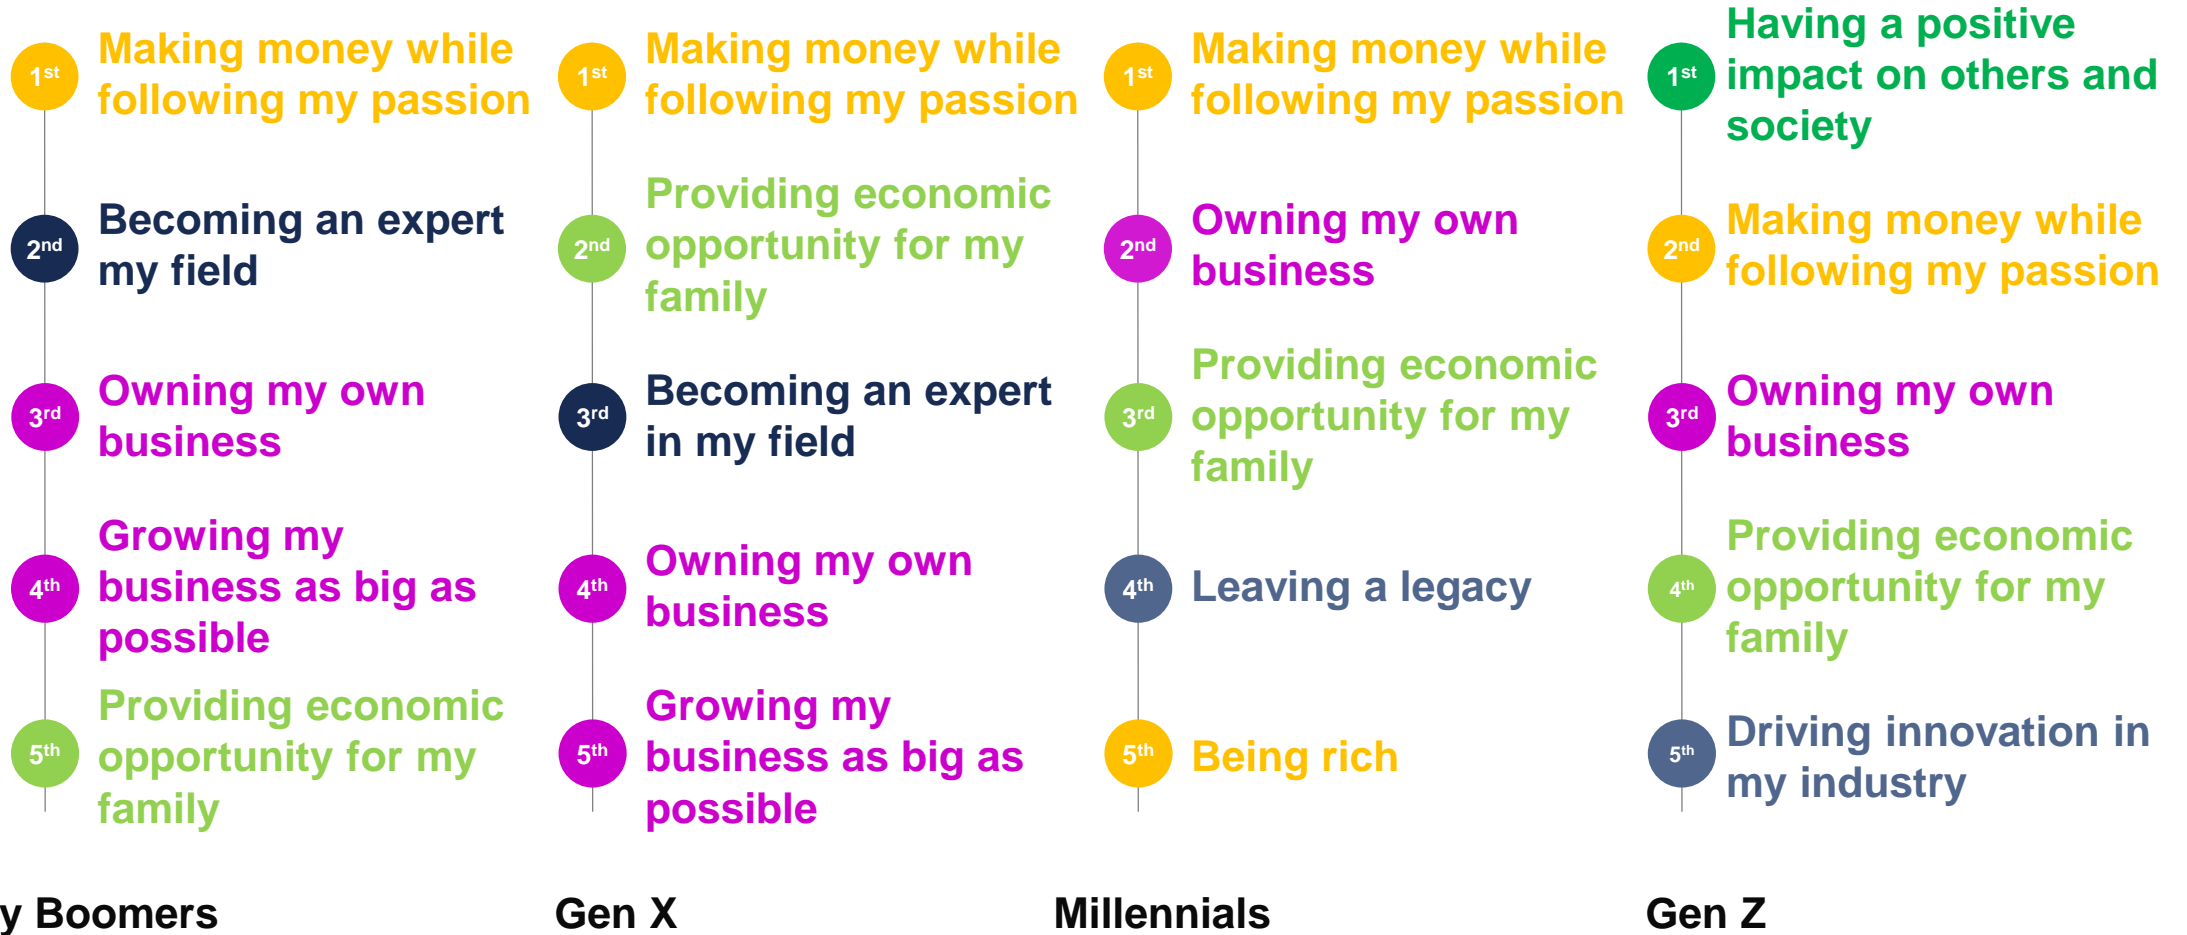 1st
Making money while
following my passion
2nd
Becoming an expert
my field
3rd
Owning my own
business
4th
Growing my
business as big as
possible
5th
Providing economic
opportunity for my
family
y Boomers
1st
Making money while
following my passion
2nd
Providing economic
opportunity for my
family
3rd
Becoming an expert
in my field
4th
Owning my own
business
5th
Growing my
business as big as
possible
Gen X
1st
Making money while
following my passion
2nd
Owning my own
business
3rd
Providing economic
opportunity for my
family
4th
Leaving a legacy
5th
Being rich
Millennials
1st
Having a positive
impact on others and
society
2nd
Making money while
following my passion
3rd
Owning my own
business
4th
Providing economic
opportunity for my
family
5th
Driving innovation in
my industry
Gen Z